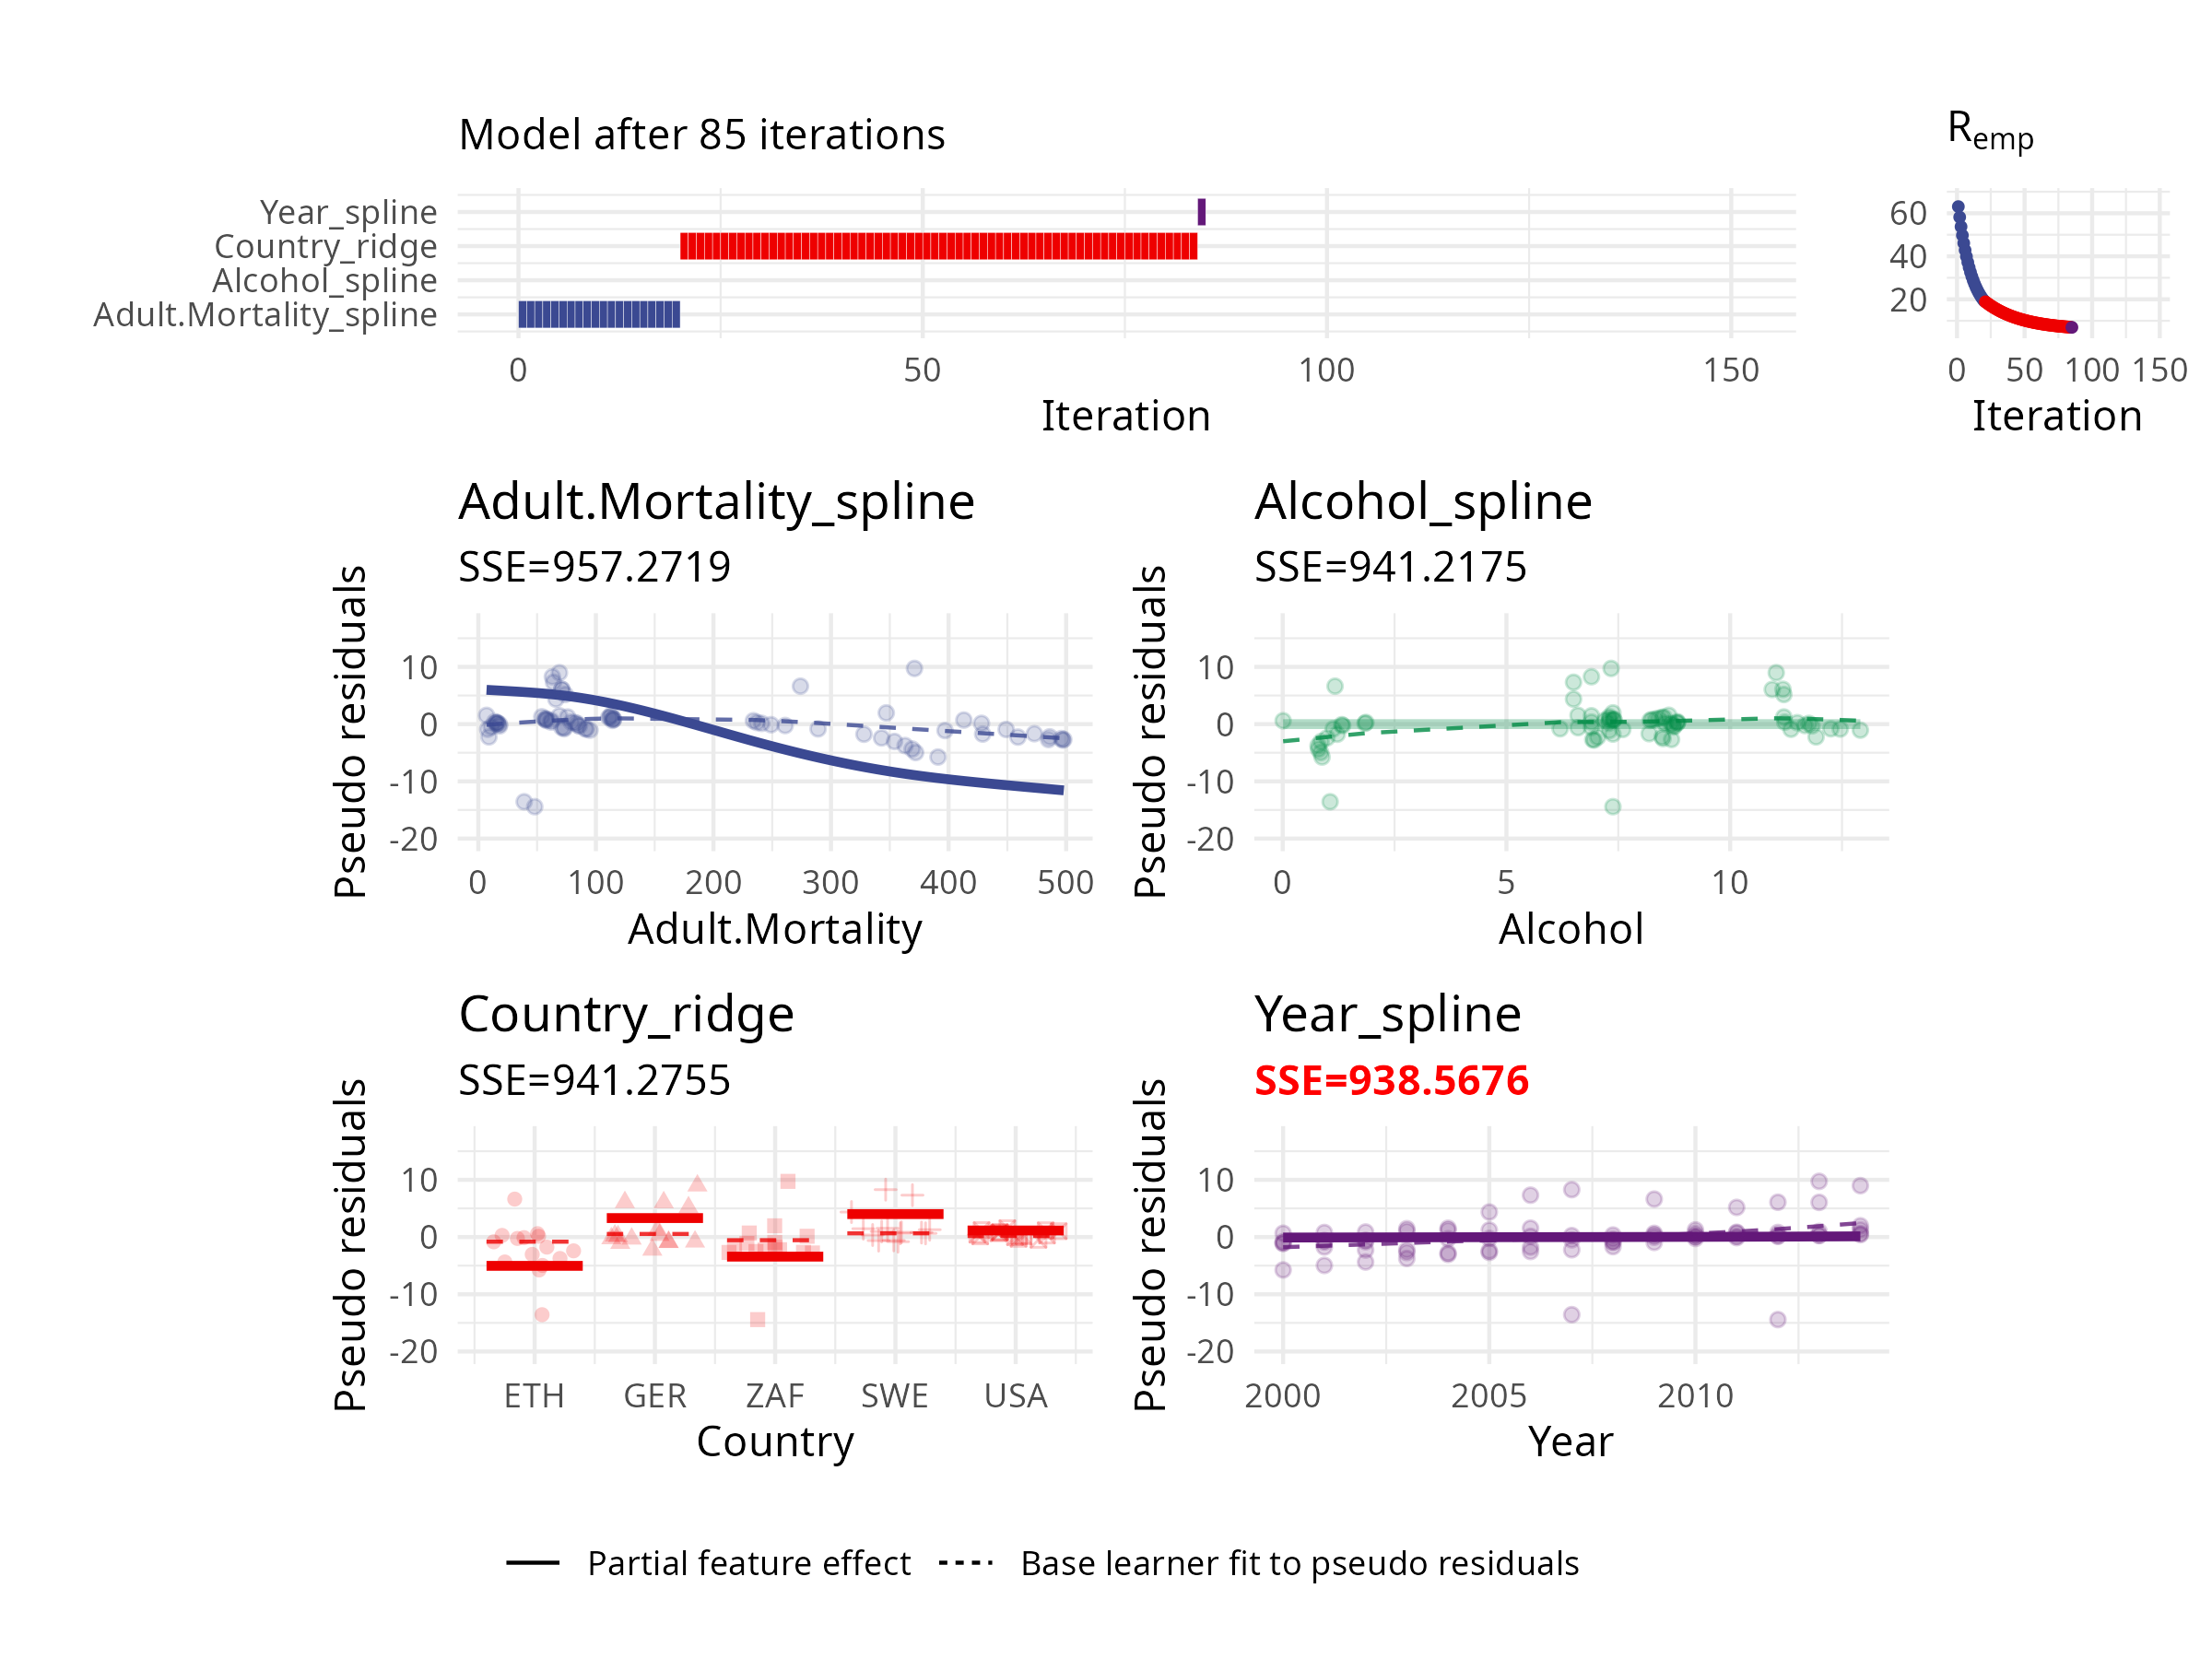 Model after 85 iterations
Year_spline
Country_ridge
Alcohol_spline
Adult.Mortality_spline
0 50 100 150
Iteration
Remp
60
40
20
0 50 100 150
Iteration
Adult.Mortality_spline
SSE=957.2719
Pseudo residuals
10
0
-10
-20
0 100 200 300 400 500
Adult.Mortality
Alcohol_spline
SSE=941.2175
Pseudo residuals
10
0
-10
-20
0 5 10
Alcohol
Country_ridge
SSE=941.2755
Pseudo residuals
10
0
-10
-20
ETH GER ZAF SWE USA
Country
Year_spline
SSE=938.5676
Pseudo residuals
10
0
-10
-20
2000 2005 2010
Year
Partial feature effect Base learner fit to pseudo residuals